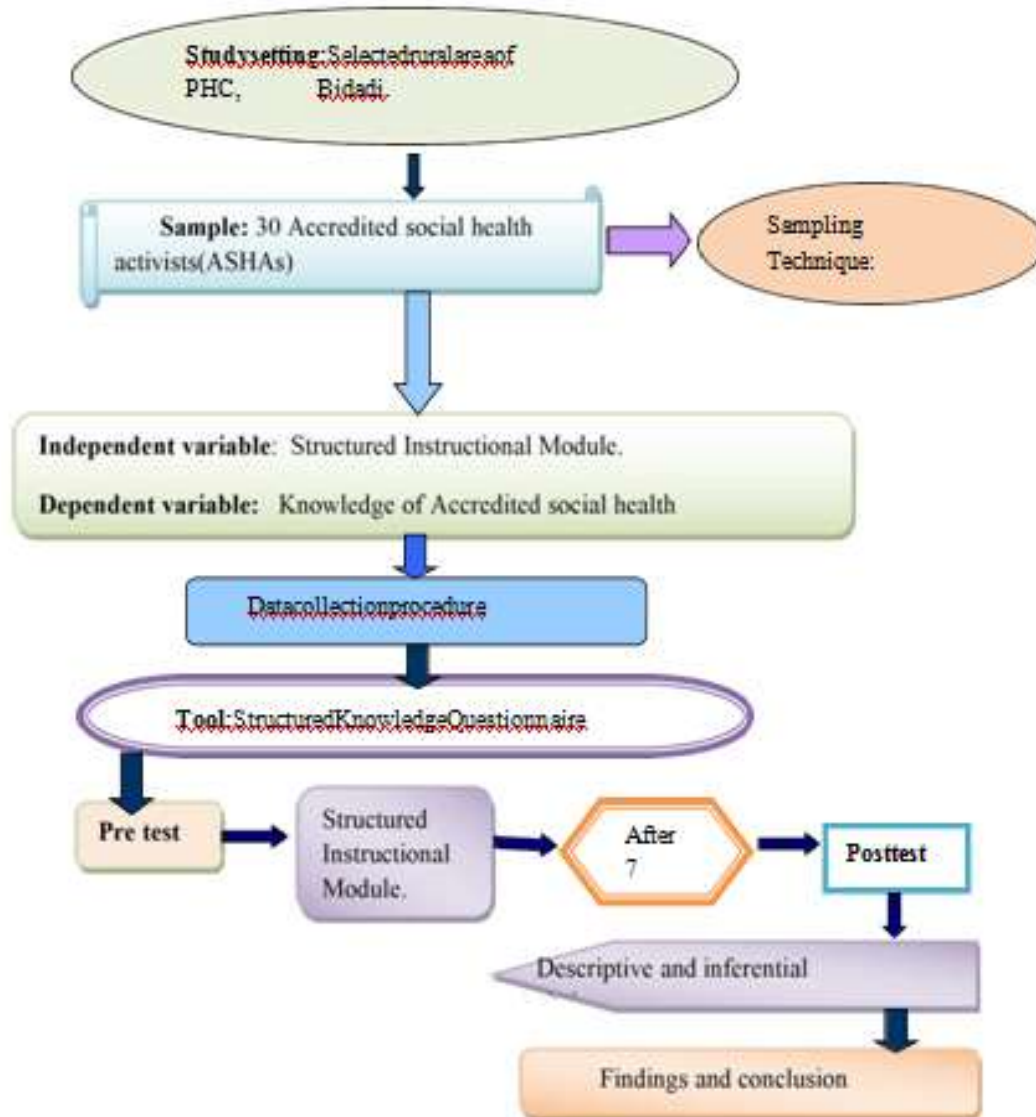 Studysetting:Selectedruralareaof
PHC, Bidadi
Sample: 30 Accredited social health
activists(ASHAs)
Sampling
Technique:
Independent variable: Structured Instructional Module.
Dependent variable: Knowledge of Accredited social health
Datacollectionprocedure
Tool:StructuredKnowledgeQuestionnaire
Pre test
Structured
Instructional
Module.
After
7
Posttest
Descriptive and inferential
Findings and conclusion